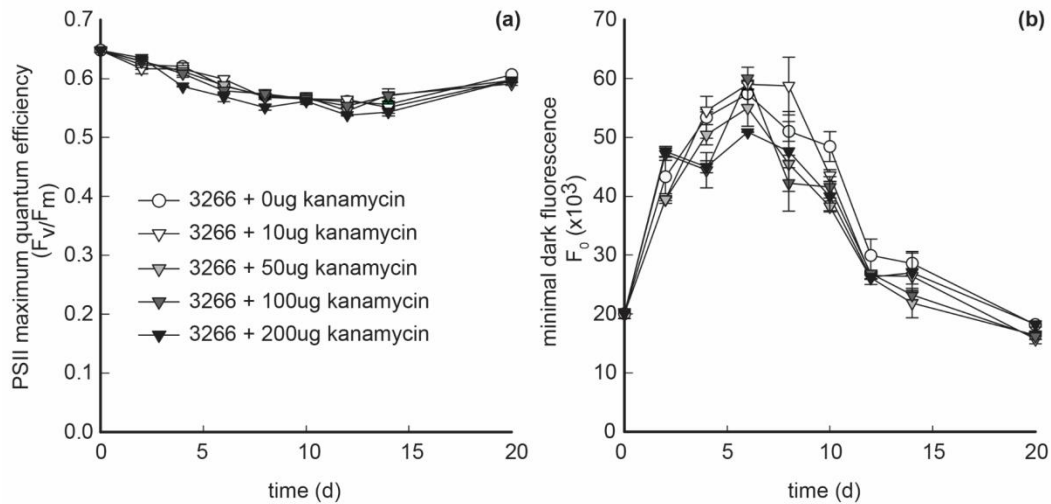 (a)
PSII maximum quantum efficiency
(Fv/Fm)
0.7
0.6
0.5
0.4
0.3
0.2
0.1
0.0
3266 + 0ug kanamycin
3266 + 10ug kanamycin
3266 + 50ug kanamycin
3266 + 100ug kanamycin
3266 + 200ug kanamycin
0 5 10 15 20
time (d)
(b)
minimal dark fluorescence
F0 (x10³)
70
60
50
40
30
20
10
0
0 5 10 15 20
time (d)